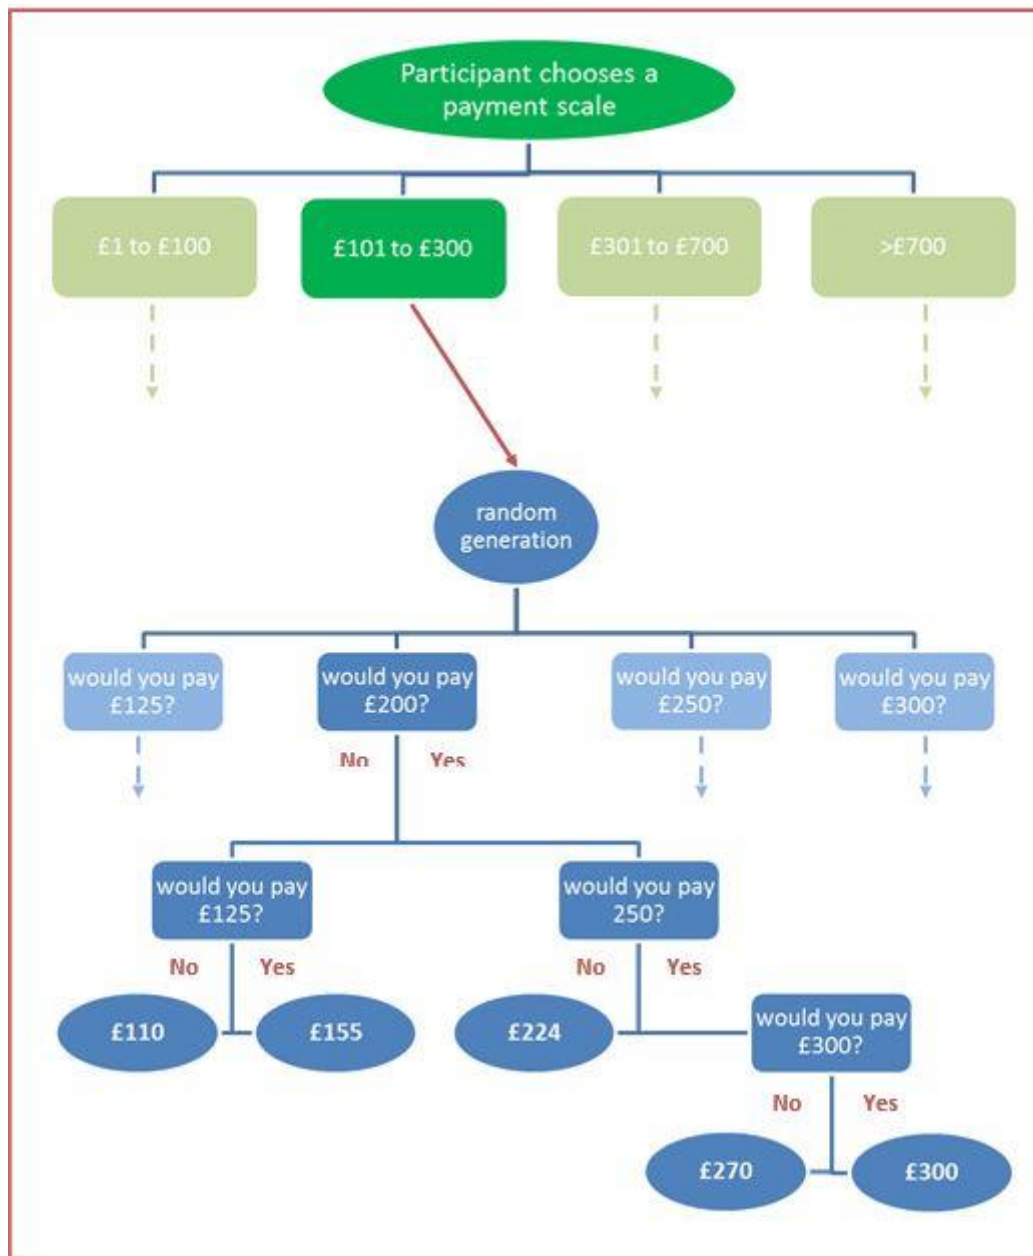 Participant chooses a
payment scale
£1 to £100
£101 to £300
£301 to £700
>£700
random
generation
would you pay
£125?
would you pay
£200?
would you pay
£250?
would you pay
£300?
No
Yes
would you pay
£125?
would you pay
250?
No
Yes
No
Yes
£110
£155
£224
would you pay
£300?
No
Yes
£270
£300